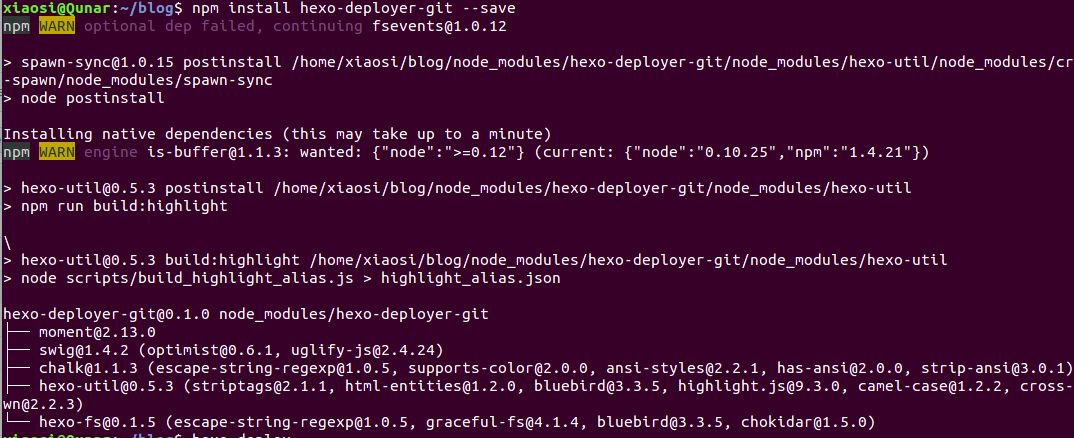 xiaosi@Qunar:~/blog$ npm install hexo-deployer-git --save
npm WARN optional dep failed, continuing fsevents@1.0.12
> spawn-sync@1.0.15 postinstall /home/xiaosi/blog/node_modules/hexo-deployer-git/node_modules/hexo-util/node_modules/cr
-spawn/node_modules/spawn-sync
> node postinstall
Installing native dependencies (this may take up to a minute)
npm WARN engine is-buffer@1.1.3: wanted: {"node":">=0.12"} (current: {"node":"0.10.25","npm":"1.4.21"})
> hexo-util@0.5.3 postinstall /home/xiaosi/blog/node_modules/hexo-deployer-git/node_modules/hexo-util
> npm run build:highlight
\
> hexo-util@0.5.3 build:highlight /home/xiaosi/blog/node_modules/hexo-deployer-git/node_modules/hexo-util
> node scripts/build_highlight_alias.js > highlight_alias.json
hexo-deployer-git@0.1.0 node_modules/hexo-deployer-git
├── moment@2.13.0
├── swig@1.4.2 (optimist@0.6.1, uglify-js@2.4.24)
├── chalk@1.1.3 (escape-string-regexp@1.0.5, supports-color@2.0.0, ansi-styles@2.2.1, has-ansi@2.0.0, strip-ansi@3.0.1)
├── hexo-util@0.5.3 (striptags@2.1.1, html-entities@1.2.0, bluebird@3.3.5, highlight.js@9.3.0, camel-case@1.2.2, cross-
wn@2.2.3)
└── hexo-fs@0.1.5 (escape-string-regexp@1.0.5, graceful-fs@4.1.4, bluebird@3.3.5, chokidar@1.5.0)
xiaosi@Qunar:~/blog$ hexo deploy